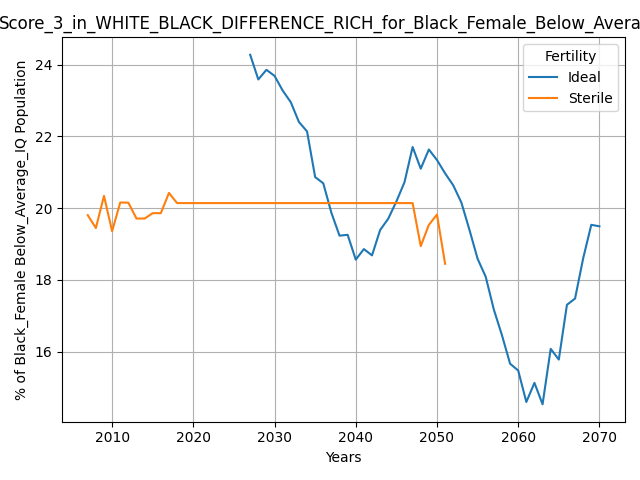 Score_3_in_WHITE_BLACK_DIFFERENCE_RICH_for_Black_Female_Below_Avera
% of Black_Female Below_Average_IQ Population
24
22
20
18
16
Fertility
Ideal
Sterile
2010 2020 2030 2040 2050 2060 2070
Years